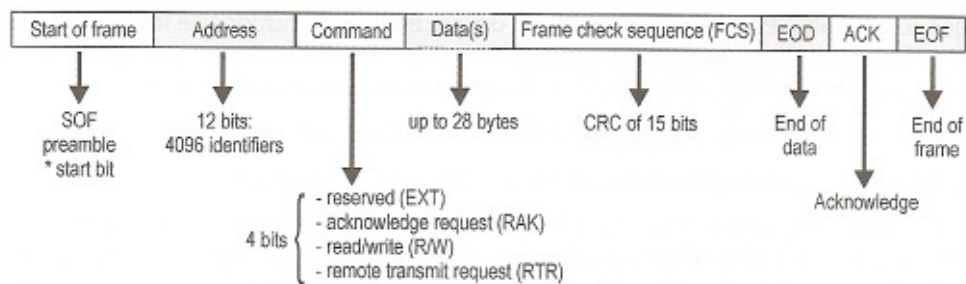 Start of frame Address Command Data(s) Frame check sequence (FCS) EOD ACK EOF
SOF
preamble
* start bit
12 bits:
4096 identifiers
up to 28 bytes
CRC of 15 bits
End of
data
End of
frame
Acknowledge
4 bits
- reserved (EXT)
- acknowledge request (RAK)
- read/write (R/W)
- remote transmit request (RTR)